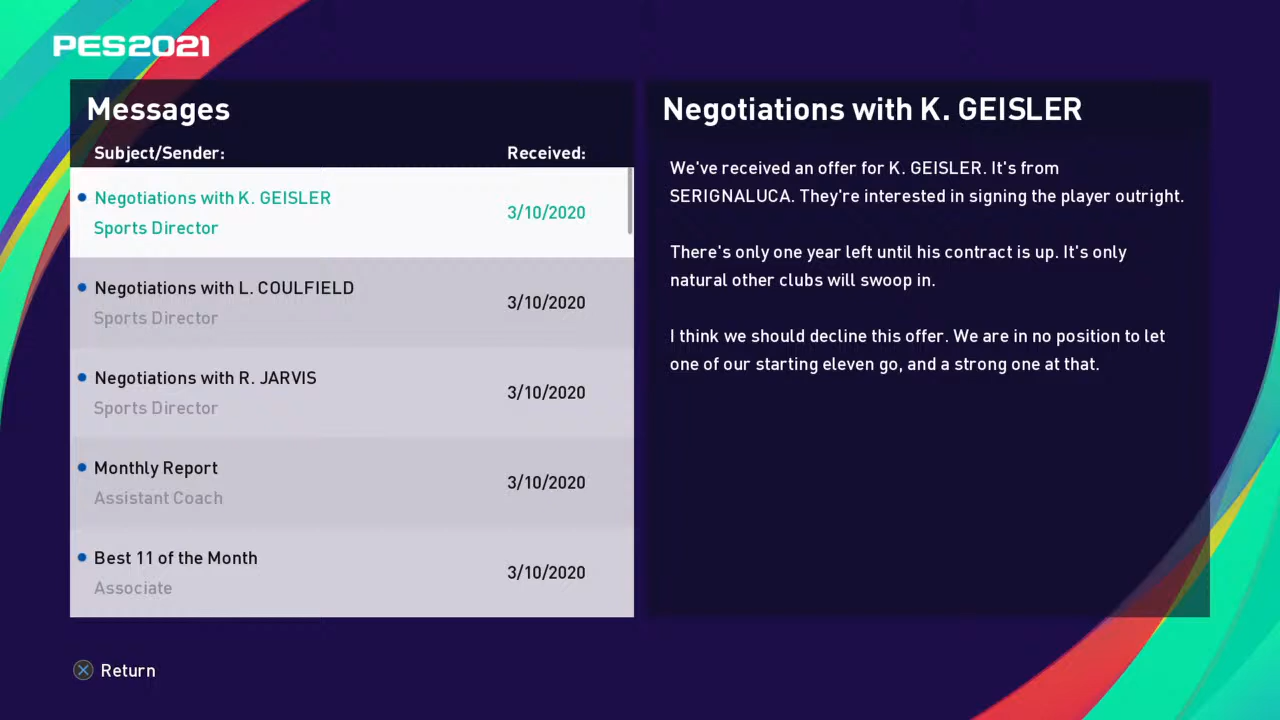 PES2021
Messages
Subject/Sender:
Received:
Negotiations with K. GEISLER
Sports Director
3/10/2020
Negotiations with L. COULFIELD
Sports Director
3/10/2020
Negotiations with R. JARVIS
Sports Director
3/10/2020
Monthly Report
Assistant Coach
3/10/2020
Best 11 of the Month
Associate
3/10/2020
Negotiations with K. GEISLER
We've received an offer for K. GEISLER. It's from
SERIGNALUCA. They're interested in signing the player outright.
There's only one year left until his contract is up. It's only
natural other clubs will swoop in.
I think we should decline this offer. We are in no position to let
one of our starting eleven go, and a strong one at that.
Return